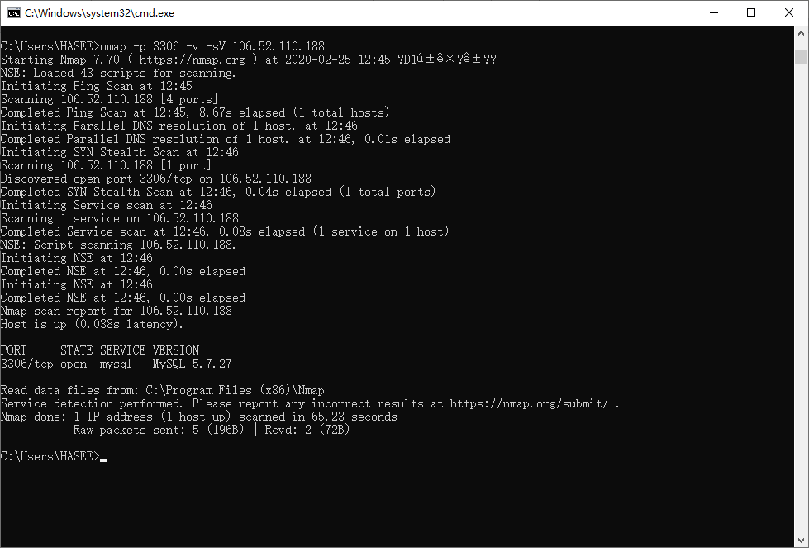 C:\Windows\system32\cmd.exe
C:\Users\HASEE>nmap -p 3306 -v -sV 106.52.110.188
Starting Nmap 7.70 ( https://nmap.org ) at 2020-02-25 12:45
NSE: Loaded 43 scripts for scanning.
Initiating Ping Scan at 12:45
Scanning 106.52.110.188 [4 ports]
Completed Ping Scan at 12:45, 8.67s elapsed (1 total hosts)
Initiating Parallel DNS resolution of 1 host. at 12:46
Completed Parallel DNS resolution of 1 host. at 12:46, 0.01s elapsed
Initiating SYN Stealth Scan at 12:46
Scanning 106.52.110.188 [1 port]
Discovered open port 3306/tcp on 106.52.110.188
Completed SYN Stealth Scan at 12:46, 0.04s elapsed (1 total ports)
Initiating Service scan at 12:46
Scanning 1 service on 106.52.110.188
Completed Service scan at 12:46, 0.08s elapsed (1 service on 1 host)
NSE: Script scanning 106.52.110.188.
Initiating NSE at 12:46
Completed NSE at 12:46, 0.00s elapsed
Initiating NSE at 12:46
Completed NSE at 12:46, 0.00s elapsed
Nmap scan report for 106.52.110.188
Host is up (0.038s latency).
PORT     STATE SERVICE VERSION
3306/tcp open  mysql   MySQL 5.7.27
Read data files from: C:\Program Files (x86)\Nmap
Service detection performed. Please report any incorrect results at https://nmap.org/submit/ .
Nmap done: 1 IP address (1 host up) scanned in 65.23 seconds
Raw packets sent: 5 (196B) | Rcvd: 2 (72B)
C:\Users\HASEE>